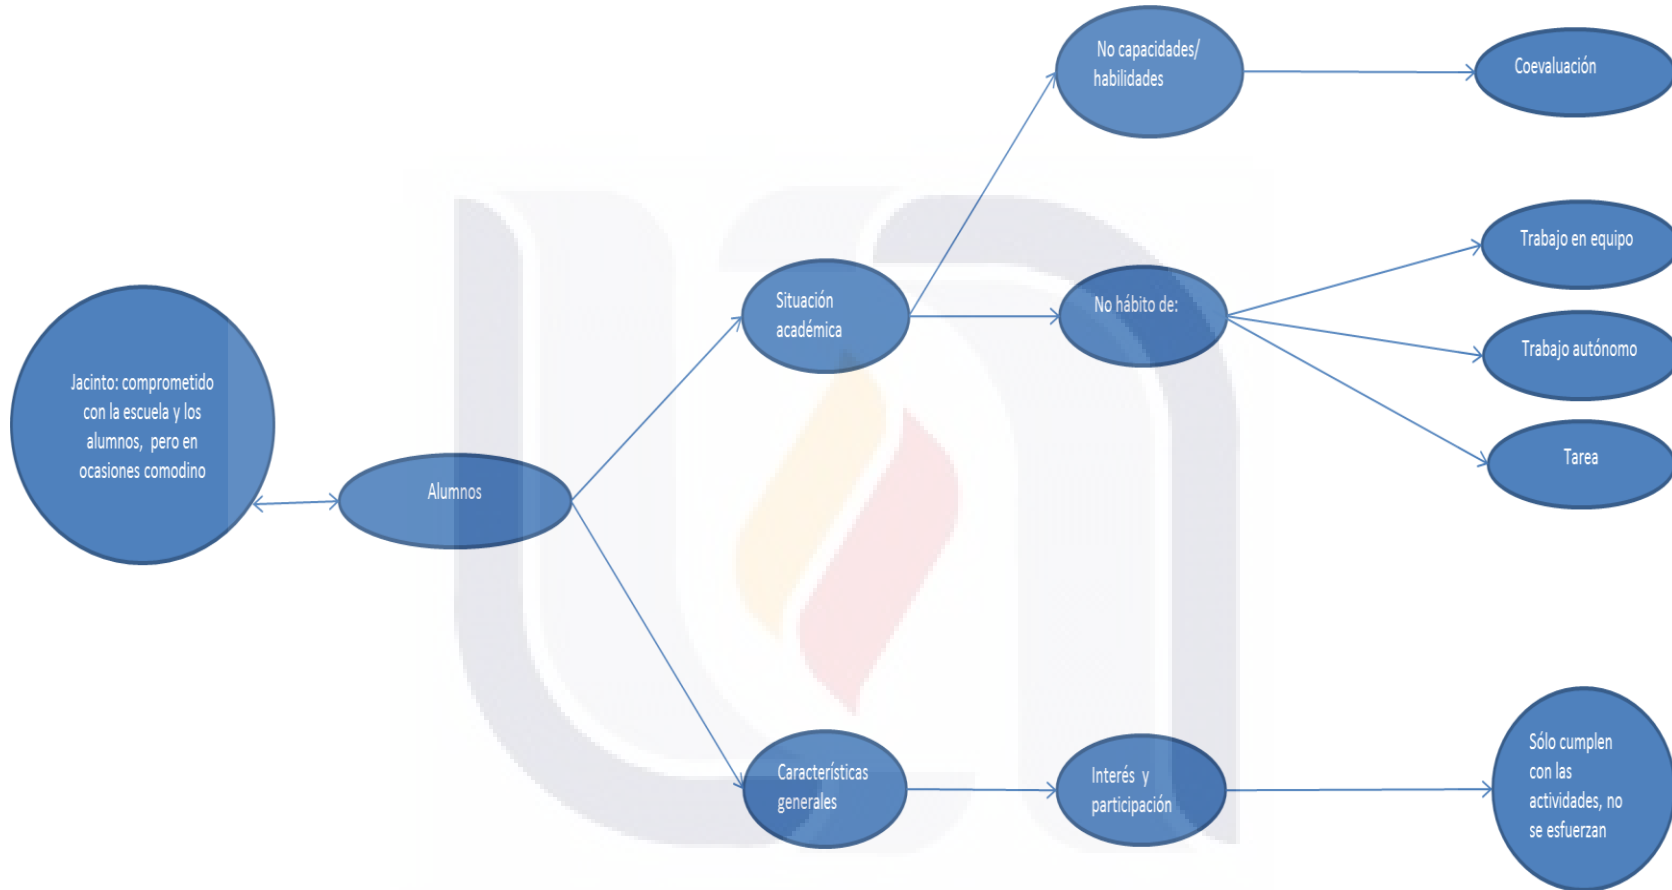 No capacidades/
habilidades
Coevaluación
Trabajo en equipo
Situación
académica
No hábito de:
Trabajo autónomo
Jacinto: comprometido
con la escuela y los
alumnos, pero en
ocasiones comodino
Tarea
Alumnos
Características
generales
Interés y
participación
Sólo cumplen
con las
actividades, no
se esfuerzan